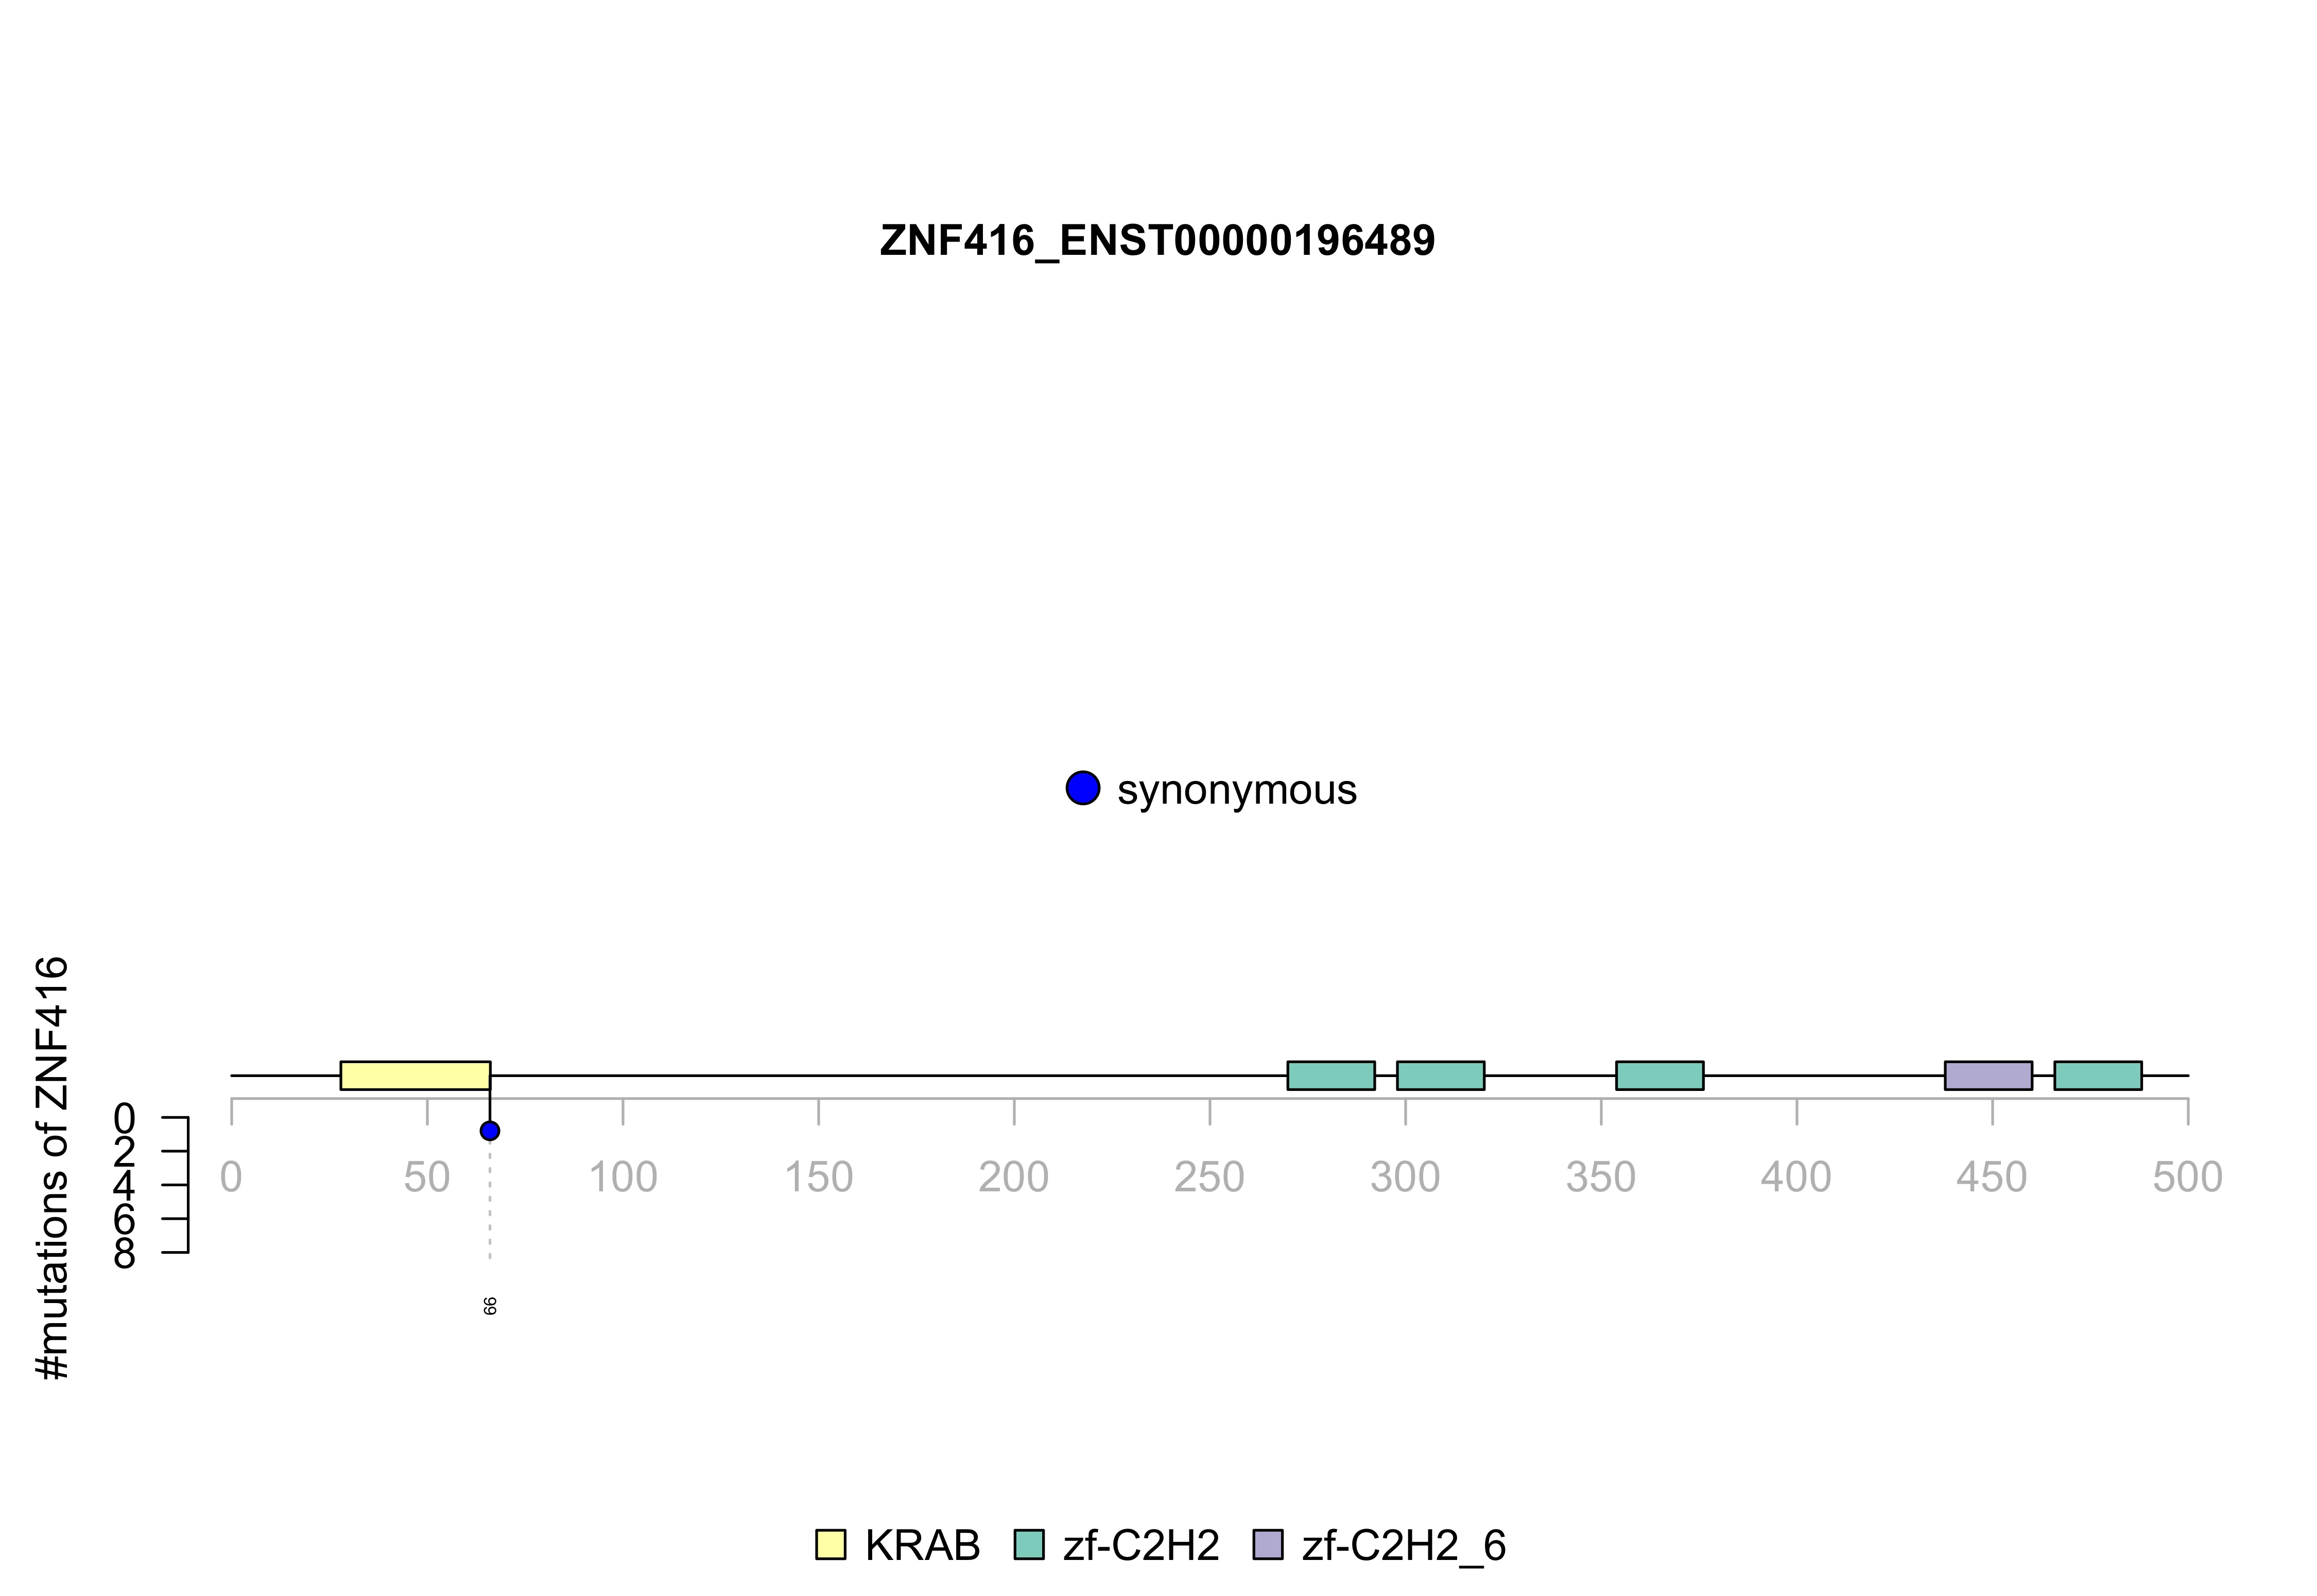 ZNF416_ENST00000196489
synonymous
#mutations of ZNF416
0
2
4
6
8
0 50 100 150 200 250 300 350 400 450 500
66
KRAB zf-C2H2 zf-C2H2_6